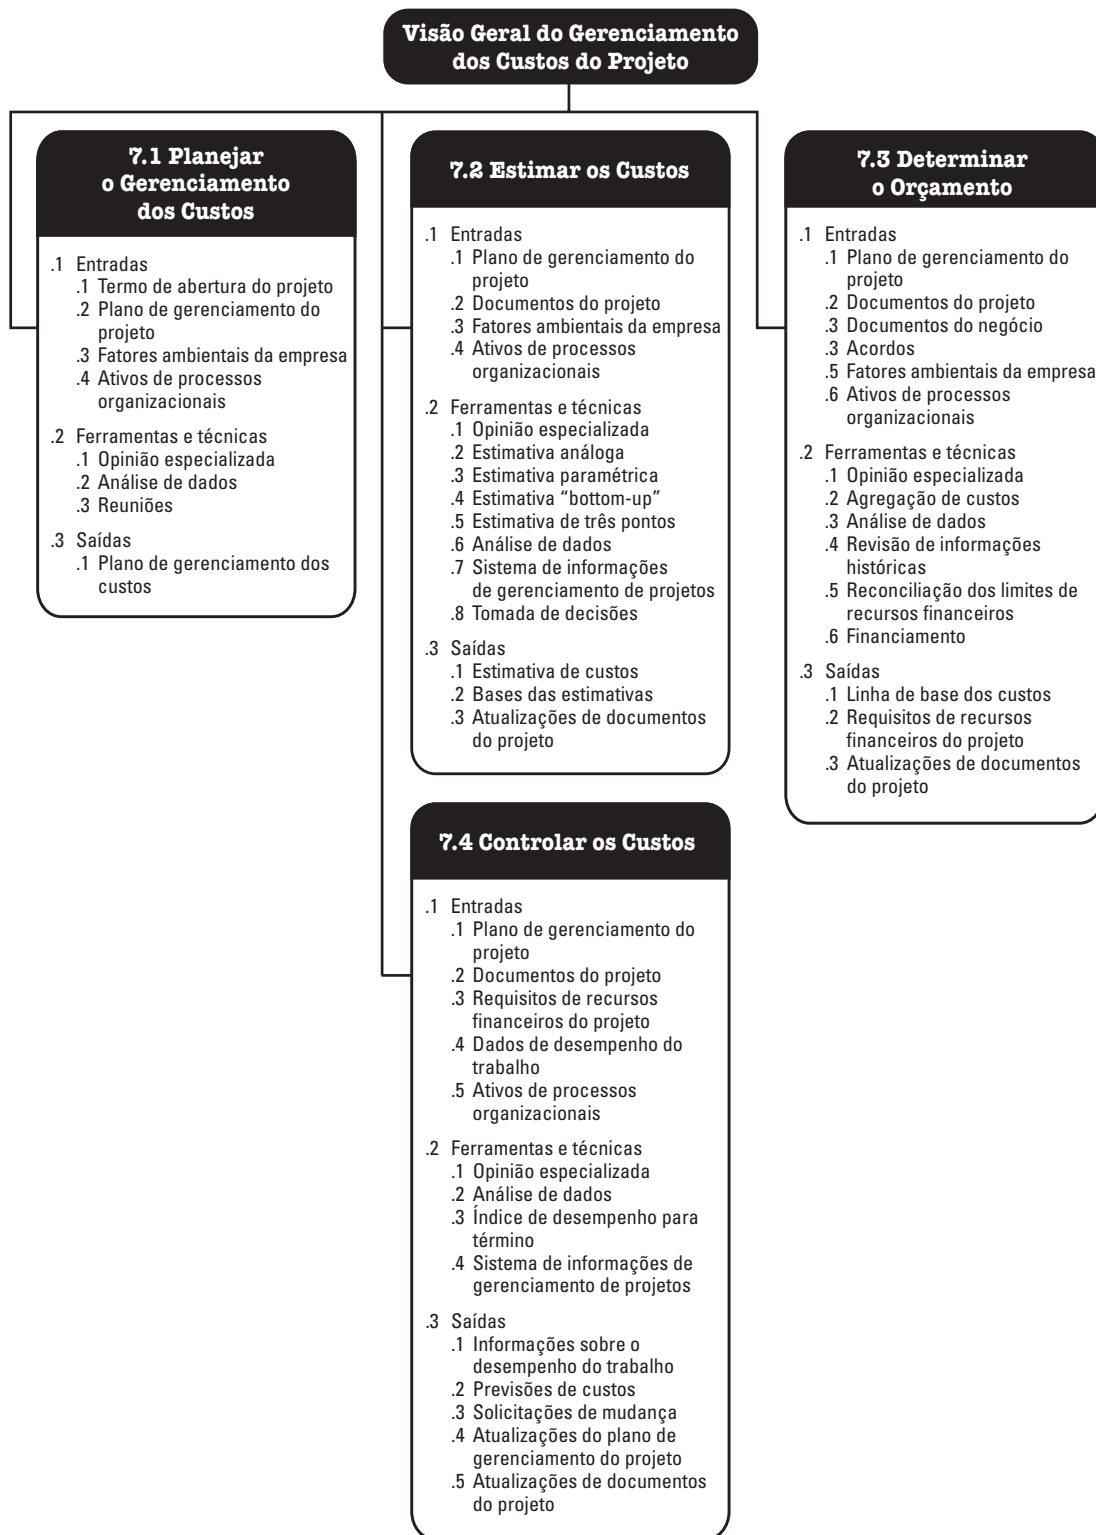 Visão Geral do Gerenciamento
dos Custos do Projeto
7.1 Planejar
o Gerenciamento
dos Custos
.1 Entradas
.1 Termo de abertura do projeto
.2 Plano de gerenciamento do
projeto
.3 Fatores ambientais da empresa
.4 Ativos de processos
organizacionais
.2 Ferramentas e técnicas
.1 Opinião especializada
.2 Análise de dados
.3 Reuniões
.3 Saídas
.1 Plano de gerenciamento dos
custos
7.2 Estimar os Custos
.1 Entradas
.1 Plano de gerenciamento do
projeto
.2 Documentos do projeto
.3 Fatores ambientais da empresa
.4 Ativos de processos
organizacionais
.2 Ferramentas e técnicas
.1 Opinião especializada
.2 Estimativa análoga
.3 Estimativa paramétrica
.4 Estimativa “bottom-up”
.5 Estimativa de três pontos
.6 Análise de dados
.7 Sistema de informações
de gerenciamento de projetos
.8 Tomada de decisões
.3 Saídas
.1 Estimativa de custos
.2 Bases das estimativas
.3 Atualizações de documentos
do projeto
7.3 Determinar
o Orçamento
.1 Entradas
.1 Plano de gerenciamento do
projeto
.2 Documentos do projeto
.3 Documentos do negócio
.3 Acordos
.5 Fatores ambientais da empresa
.6 Ativos de processos
organizacionais
.2 Ferramentas e técnicas
.1 Opinião especializada
.2 Agregação de custos
.3 Análise de dados
.4 Revisão de informações
históricas
.5 Reconciliação dos limites de
recursos financeiros
.6 Financiamento
.3 Saídas
.1 Linha de base dos custos
.2 Requisitos de recursos
financeiros do projeto
.3 Atualizações de documentos
do projeto
7.4 Controlar os Custos
.1 Entradas
.1 Plano de gerenciamento do
projeto
.2 Documentos do projeto
.3 Requisitos de recursos
financeiros do projeto
.4 Dados de desempenho do
trabalho
.5 Ativos de processos
organizacionais
.2 Ferramentas e técnicas
.1 Opinião especializada
.2 Análise de dados
.3 Índice de desempenho para
término
.4 Sistema de informações de
gerenciamento de projetos
.3 Saídas
.1 Informações sobre o
desempenho do trabalho
.2 Previsões de custos
.3 Solicitações de mudança
.4 Atualizações do plano de
gerenciamento do projeto
.5 Atualizações de documentos
do projeto